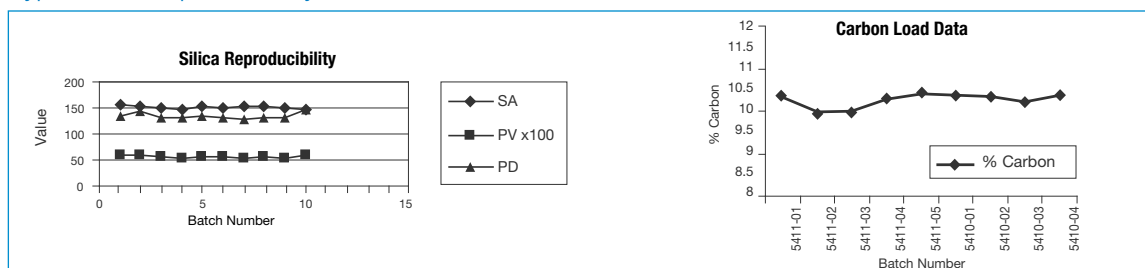 Silica Reproducibility
200
150
100
50
0
Value
0
5
10
15
Batch Number
SA
PV x100
PD
Carbon Load Data
12
11.5
11
10.5
10
9.5
9
8.5
8
% Carbon
% Carbon
5411-01
5411-02
5411-03
5411-04
5411-05
5410-01
5410-02
5410-03
5410-04
Batch Number